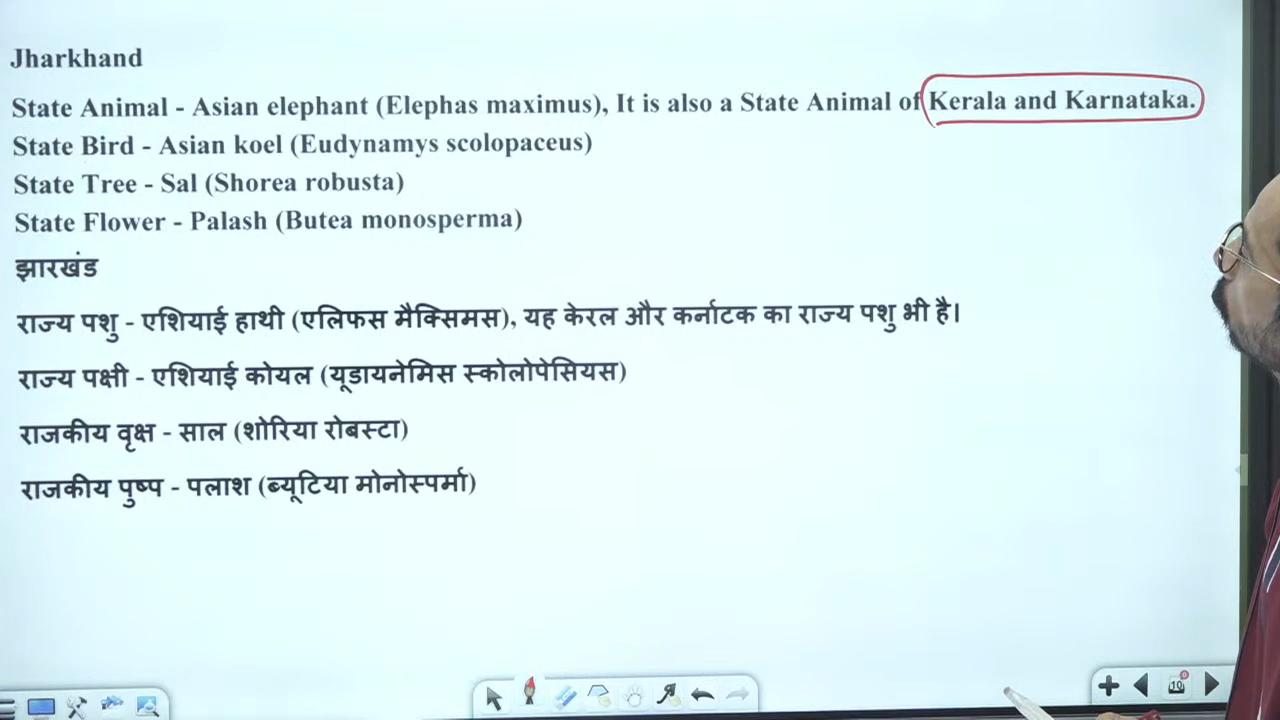 Jharkhand
State Animal - Asian elephant (Elephas maximus), It is also a State Animal of Kerala and Karnataka.
State Bird - Asian koel (Eudynamys scolopaceus)
State Tree - Sal (Shorea robusta)
State Flower - Palash (Butea monosperma)
झारखंड
राज्य पशु - एशियाई हाथी (एलिफस मैक्सिमस), यह केरल और कर्नाटक का राज्य पशु भी है।
राज्य पक्षी - एशियाई कोयल (यूडायनेमिस स्कोलोपेसियस)
राजकीय वृक्ष - साल (शोरिया रोबस्टा)
राजकीय पुष्प - पलाश (ब्यूटिया मोनोस्पर्मा)
10